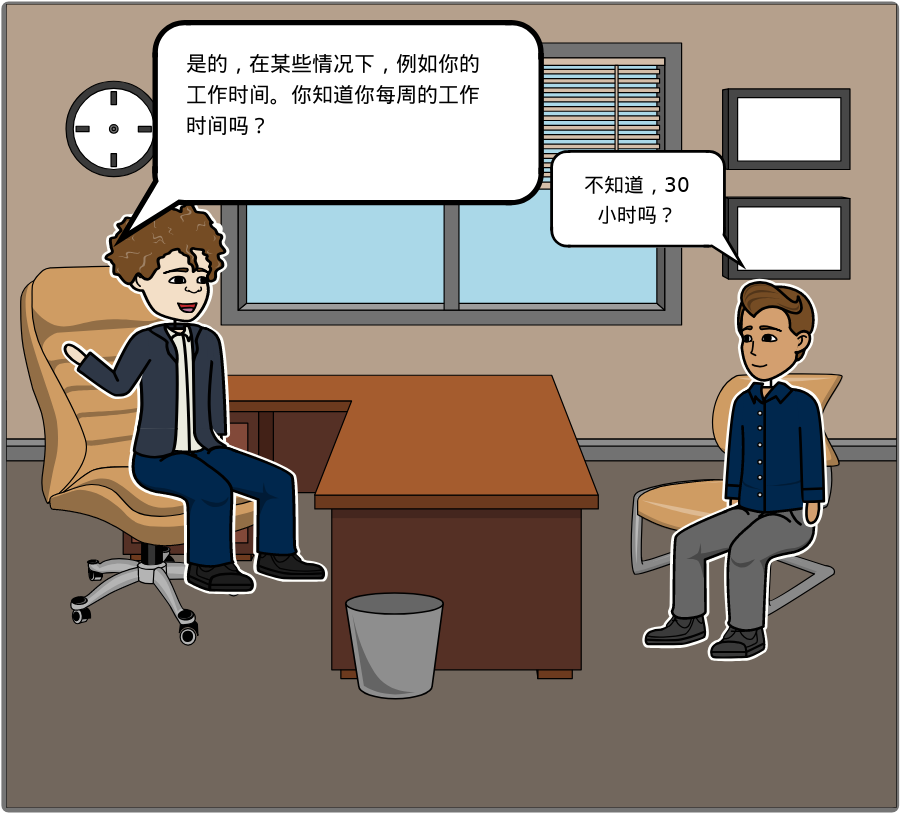 是的，在某些情况下，例如你的
工作时间。你知道你每周的工作
时间吗？
不知道，30
小时吗？